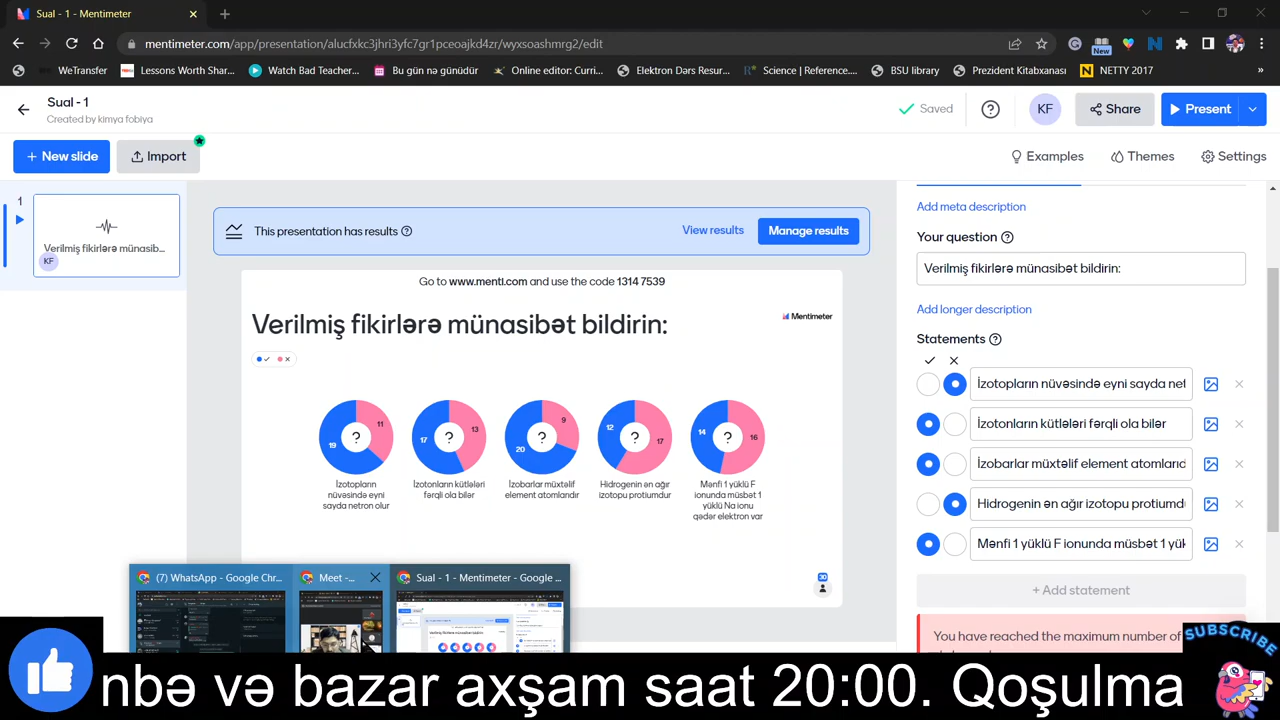 Sual - 1 - Mentimeter
mentimeter.com/app/presentation/alucfxkc3jhri3yfc7gr1pceoajkd4zr/wyxsoashmrg2/edit
New
WeTransfer
Lessons Worth Shar...
Watch Bad Teacher...
Bu gün nə günüdür
Online editor: Curri...
Elektron Dərs Resur...
Science | Reference...
BSU library
Prezident Kitabxanası
NETTY 2017
»
Sual - 1
Created by kimya fobiya
Saved
KF
Share
Present
+ New slide
Import
Examples
Themes
Settings
1
Verilmiş fikirlərə münasib...
KF
This presentation has results
View results
Manage results
Go to www.menti.com and use the code 1314 7539
Verilmiş fikirlərə münasibət bildirin:
Mentimeter
19
11
?
17
13
?
20
9
?
12
17
?
14
16
?
İzotopların nüvəsində eyni sayda netron olur
İzotonların kütlələri fərqli ola bilər
İzobarlar müxtəlif element atomlarıdır
Hidrogenin ən ağır izotopu protiumdur
Mənfi 1 yüklü F ionunda müsbət 1 yüklü Na ionu qədər elektron var
30
Add meta description
Your question
Verilmiş fikirlərə münasibət bildirin:
Add longer description
Statements
İzotopların nüvəsində eyni sayda net
İzotonların kütlələri fərqli ola bilər
İzobarlar müxtəlif element atomlarıd
Hidrogenin ən ağır izotopu protiumd
Mənfi 1 yüklü F ionunda müsbət 1 yük
+ Add statement
You have reached the maximum number of
(7) WhatsApp - Google Chr...
Meet -...
Sual - 1 - Mentimeter - Google ...
nbə və bazar axşam saat 20:00. Qoşulma